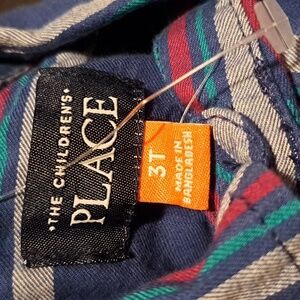 THE CHILDREN'S
PLACE
3T
MADE IN
BANGLADESH